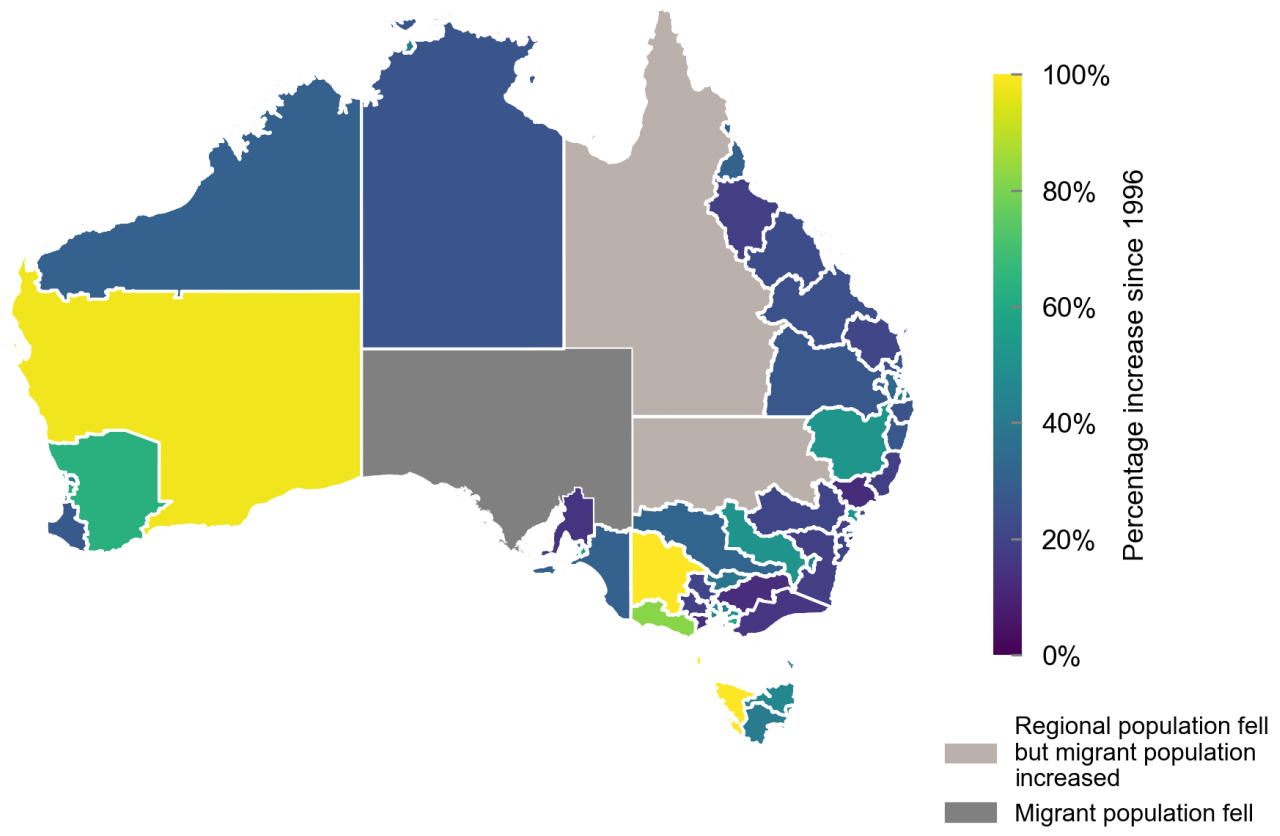 100%
80%
60%
40%
20%
0%
Percentage increase since 1996
Regional population fell
but migrant population
increased
Migrant population fell